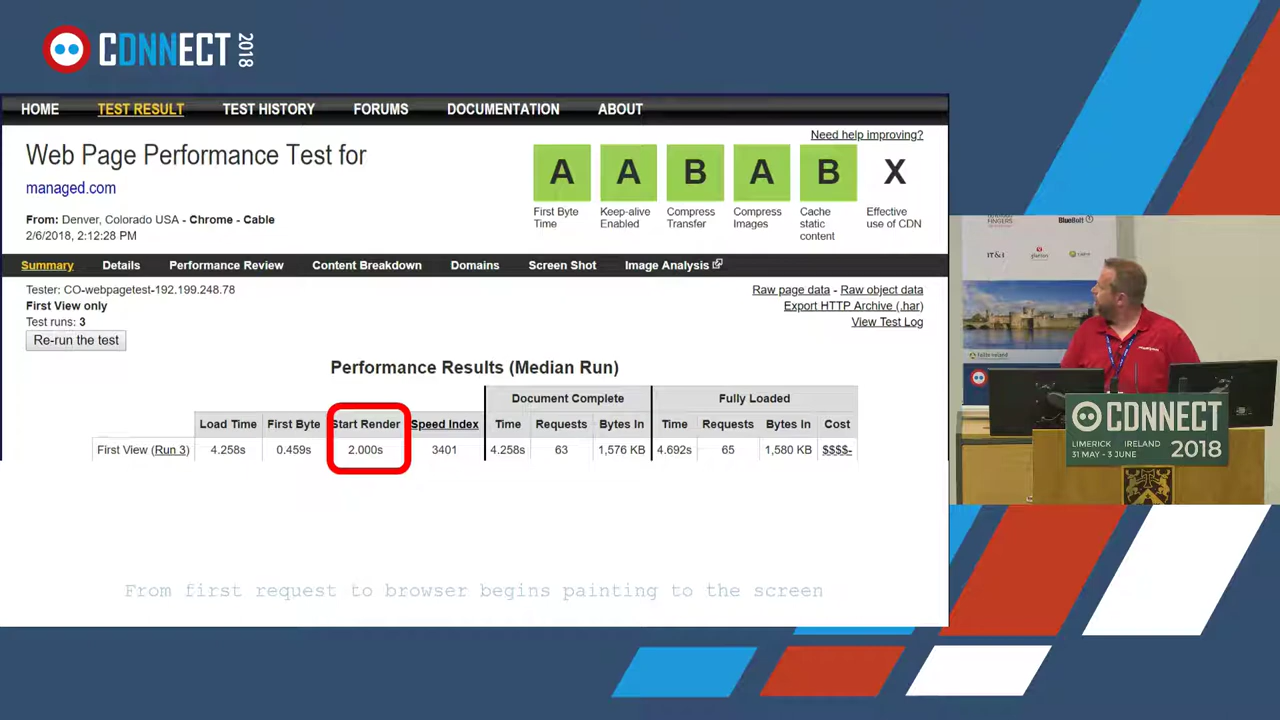 CDNNECT 2018
HOME TEST RESULT TEST HISTORY FORUMS DOCUMENTATION ABOUT
Need help improving?
Web Page Performance Test for
managed.com
From: Denver, Colorado USA - Chrome - Cable
2/6/2018, 2:12:28 PM
A A B A B X
First Byte Time
Keep-alive Enabled
Compress Transfer
Compress Images
Cache static content
Effective use of CDN
Summary Details Performance Review Content Breakdown Domains Screen Shot Image Analysis
Tester: CO-webpagetest-192.199.248.78
First View only
Test runs: 3
Re-run the test
Raw page data - Raw object data
Export HTTP Archive (.har)
View Test Log
Performance Results (Median Run)
Document Complete Fully Loaded
Load Time First Byte Start Render Speed Index Time Requests Bytes In Time Requests Bytes In Cost
First View (Run 3) 4.258s 0.459s 2.000s 3401 4.258s 63 1,576 KB 4.692s 65 1,580 KB $$$$-
From first request to browser begins painting to the screen
BlueBolt
IT&I
CDNNECT
LIMERICK IRELAND
31 MAY - 3 JUNE 2018